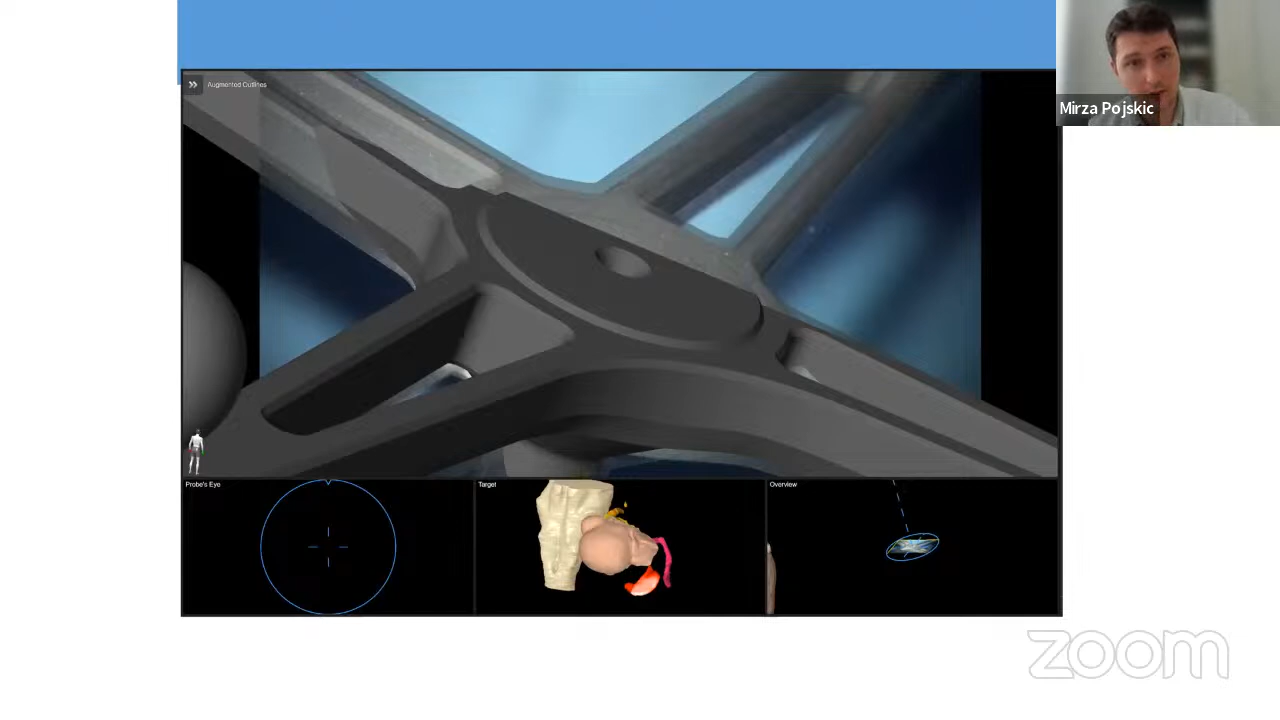 Augmented Outlines
Mirza Pojskic
Probe's Eye
Target
Overview
zoom